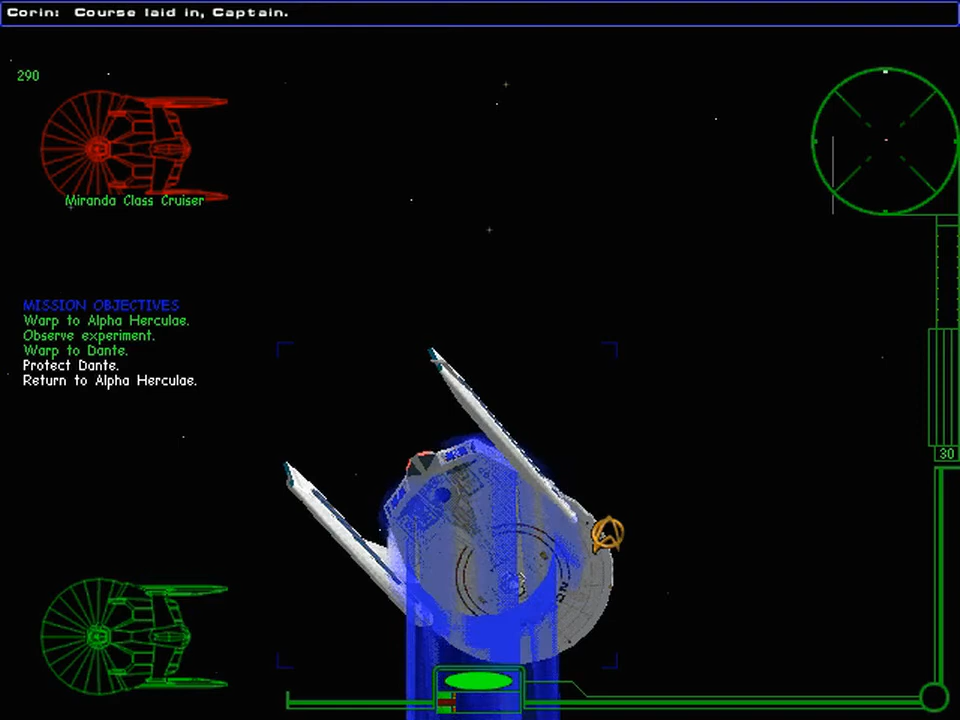 Corin: Course laid in, Captain.
290
Miranda Class Cruiser
MISSION OBJECTIVES
Warp to Alpha Herculae.
Observe experiment.
Warp to Dante.
Protect Dante.
Return to Alpha Herculae.
30